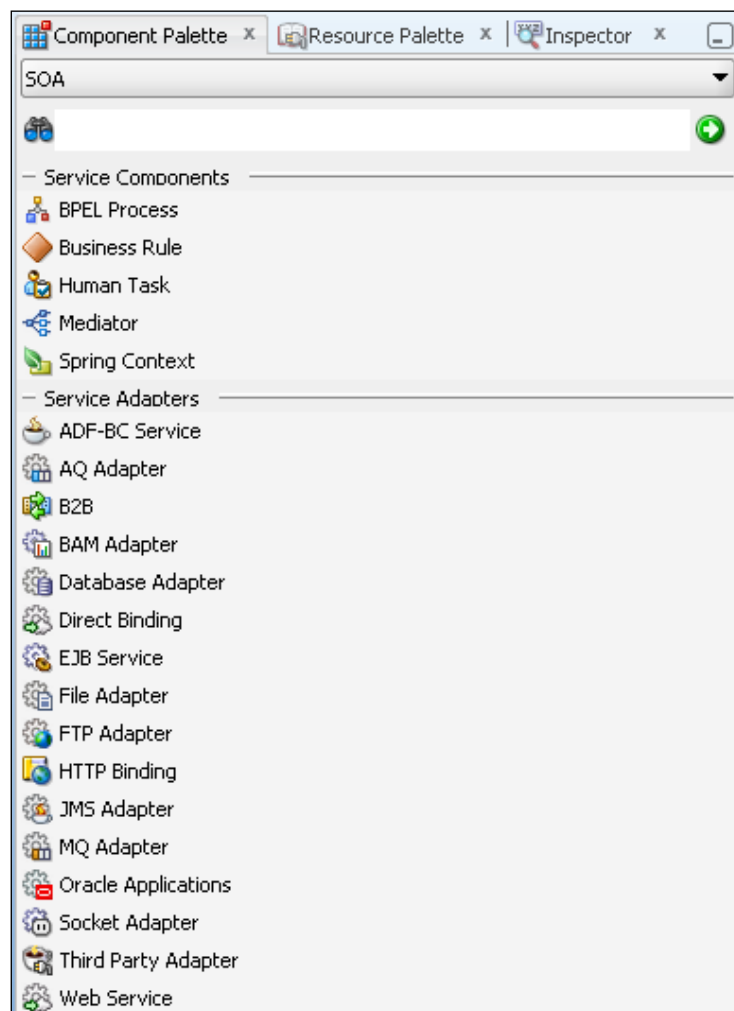 Component Palette x Resource Palette x Inspector x
SOA
Service Components
BPEL Process
Business Rule
Human Task
Mediator
Spring Context
Service Adapters
ADF-BC Service
AQ Adapter
B2B
BAM Adapter
Database Adapter
Direct Binding
EJB Service
File Adapter
FTP Adapter
HTTP Binding
JMS Adapter
MQ Adapter
Oracle Applications
Socket Adapter
Third Party Adapter
Web Service